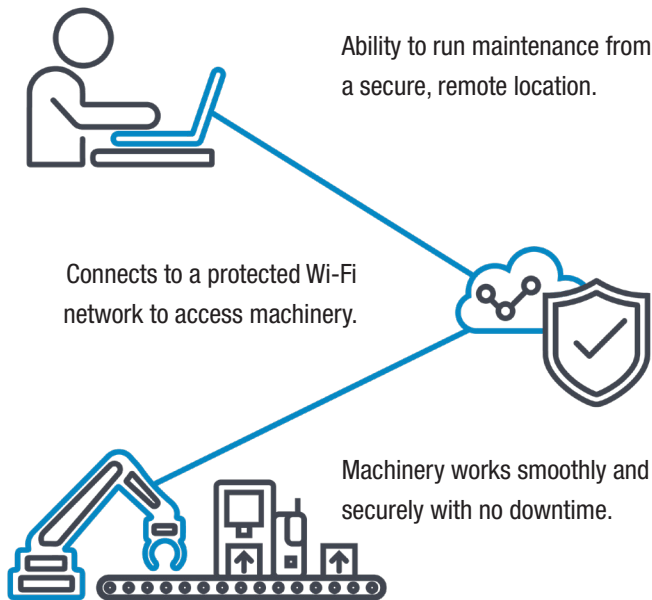 Ability to run maintenance from
a secure, remote location.
Connects to a protected Wi-Fi
network to access machinery.
Machinery works smoothly and
securely with no downtime.